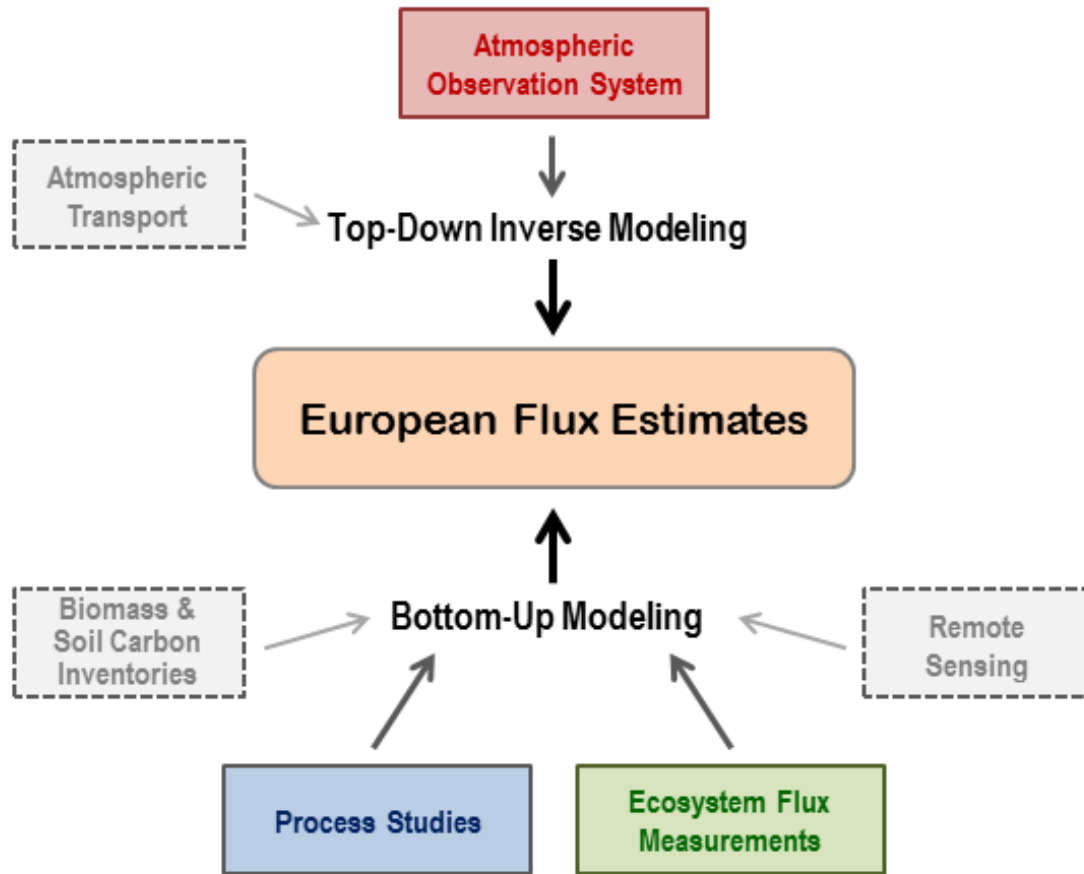 Atmospheric
Observation System
Atmospheric
Transport
Top-Down Inverse Modeling
European Flux Estimates
Biomass &
Soil Carbon
Inventories
Bottom-Up Modeling
Remote
Sensing
Process Studies
Ecosystem Flux
Measurements